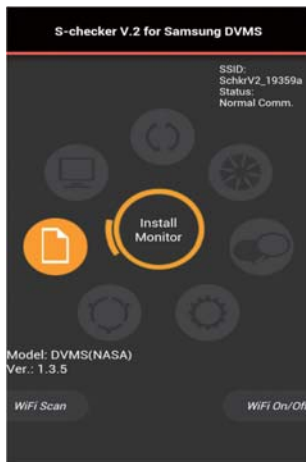 S-checker V.2 for Samsung DVMS
SSID:
SchkrV2_19359a
Status:
Normal Comm.
Install
Monitor
Model: DVMS(NASA)
Ver.: 1.3.5
WiFi Scan
WiFi On/Off